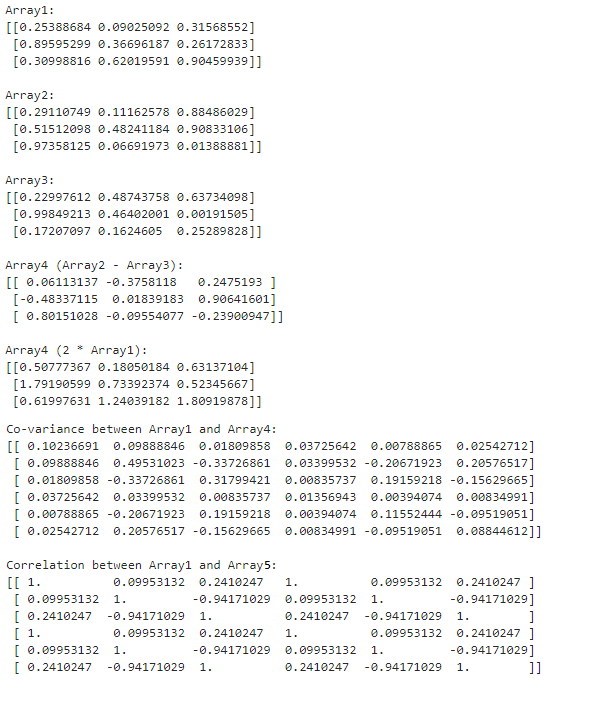 Array1:
[[0.25388684 0.09025092 0.31568552]
 [0.89595299 0.36696187 0.26172833]
 [0.30998816 0.62019591 0.90459939]]

Array2:
[[0.29110749 0.11162578 0.88486029]
 [0.51512098 0.48241184 0.90833106]
 [0.97358125 0.06691973 0.01388881]]

Array3:
[[0.22997612 0.48743758 0.63734098]
 [0.99849213 0.46402001 0.00191505]
 [0.17207097 0.1624605  0.25289828]]

Array4 (Array2 - Array3):
[[ 0.06113137 -0.3758118   0.2475193 ]
 [-0.48337115  0.01839183  0.90641601]
 [ 0.80151028 -0.09554077 -0.23900947]]

Array4 (2 * Array1):
[[0.50777367 0.18050184 0.63137104]
 [1.79190599 0.73392374 0.52345667]
 [0.61997631 1.24039182 1.80919878]]
Co-variance between Array1 and Array4:
[[ 0.10236691  0.09888846  0.01809858  0.03725642  0.00788865  0.02542712]
 [ 0.09888846  0.49531023 -0.33726861  0.03399532 -0.20671923  0.20576517]
 [ 0.01809858 -0.33726861  0.31799421  0.00835737  0.19159218 -0.15629665]
 [ 0.03725642  0.03399532  0.00835737  0.01356943  0.00394074  0.00834991]
 [ 0.00788865 -0.20671923  0.19159218  0.00394074  0.11552444 -0.09519051]
 [ 0.02542712  0.20576517 -0.15629665  0.00834991 -0.09519051  0.08844612]]

Correlation between Array1 and Array5:
[[ 1.          0.09953132  0.2410247   1.          0.09953132  0.2410247 ]
 [ 0.09953132  1.         -0.94171029  0.09953132  1.         -0.94171029]
 [ 0.2410247  -0.94171029  1.          0.2410247  -0.94171029  1.        ]
 [ 1.          0.09953132  0.2410247   1.          0.09953132  0.2410247 ]
 [ 0.09953132  1.         -0.94171029  0.09953132  1.         -0.94171029]
 [ 0.2410247  -0.94171029  1.          0.2410247  -0.94171029  1.        ]]